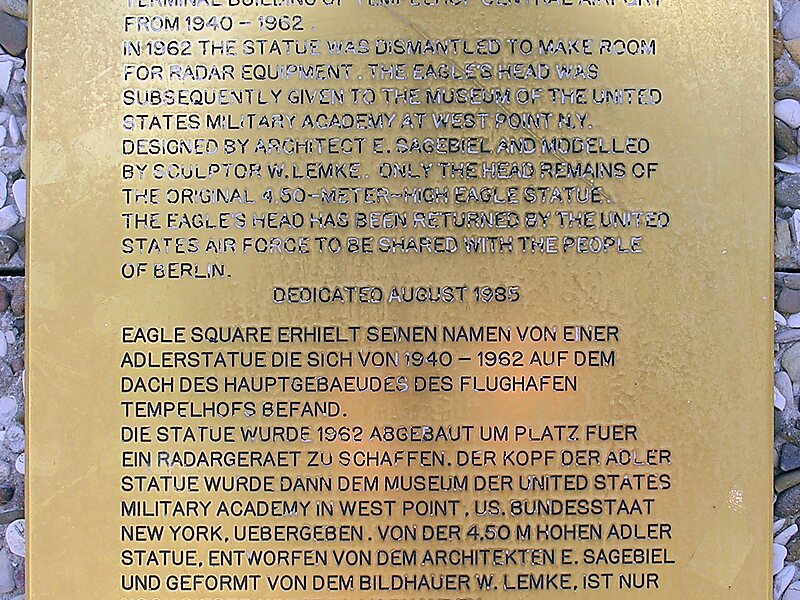 TERMINAL BUILDING OF TEMPELHOF CENTRAL AIRPORT
FROM 1940 – 1962 .
IN 1962 THE STATUE WAS DISMANTLED TO MAKE ROOM
FOR RADAR EQUIPMENT . THE EAGLE'S HEAD WAS
SUBSEQUENTLY GIVEN TO THE MUSEUM OF THE UNITED
STATES MILITARY ACADEMY AT WEST POINT N.Y.
DESIGNED BY ARCHITECT E. SAGEBIEL AND MODELLED
BY SCULPTOR W. LEMKE . ONLY THE HEAD REMAINS OF
THE ORIGINAL 4.50-METER-HIGH EAGLE STATUE .
THE EAGLE'S HEAD HAS BEEN RETURNED BY THE UNITED
STATES AIR FORCE TO BE SHARED WITH THE PEOPLE
OF BERLIN.
DEDICATED AUGUST 1985
EAGLE SQUARE ERHIELT SEINEN NAMEN VON EINER
ADLERSTATUE DIE SICH VON 1940 – 1962 AUF DEM
DACH DES HAUPTGEBAEUDES DES FLUGHAFEN
TEMPELHOFS BEFAND.
DIE STATUE WURDE 1962 ABGEBAUT UM PLATZ FUER
EIN RADARGERAET ZU SCHAFFEN. DER KOPF DER ADLER
STATUE WURDE DANN DEM MUSEUM DER UNITED STATES
MILITARY ACADEMY IN WEST POINT , US. BUNDESSTAAT
NEW YORK, UEBERGEBEN . VON DER 4.50 M HOHEN ADLER
STATUE, ENTWORFEN VON DEM ARCHITEKTEN E. SAGEBIEL
UND GEFORMT VON DEM BILDHAUER W. LEMKE, IST NUR